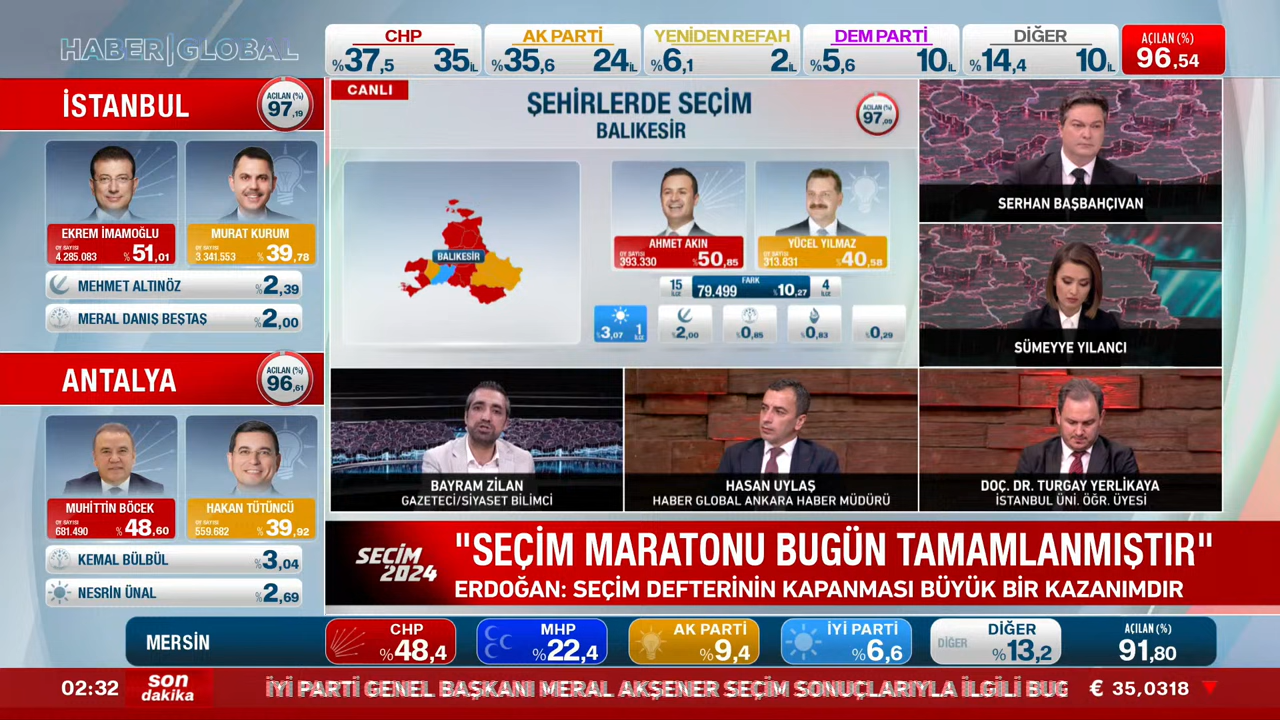 HABER|GLOBAL
CHP
%37,5 35 İL
AK PARTİ
%35,6 24 İL
YENİDEN REFAH
%6,1 2 İL
DEM PARTİ
%5,6 10 İL
DİĞER
%14,4 10 İL
AÇILAN (%)
96,54
İSTANBUL
AÇILAN (%)
97,19
EKREM İMAMOĞLU
OY SAYISI
4.285.083 %51,01
MURAT KURUM
OY SAYISI
3.341.553 %39,78
MEHMET ALTINÖZ %2,39
MERAL DANIŞ BEŞTAŞ %2,00
ANTALYA
AÇILAN (%)
96,61
MUHİTTİN BÖCEK
OY SAYISI
681.490 %48,60
HAKAN TÜTÜNCÜ
OY SAYISI
559.682 %39,92
KEMAL BÜLBÜL %3,04
NESRİN ÜNAL %2,69
CANLI
ŞEHİRLERDE SEÇİM
BALIKESİR
AÇILAN (%)
97,09
BALIKESİR
AHMET AKIN
OY SAYISI
393.330 %50,85
YÜCEL YILMAZ
OY SAYISI
313.831 %40,58
15 İLÇE
FARK
79.499 %10,27
4 İLÇE
%3,07 1 İLÇE
%2,00
%0,85
%0,83
%0,29
SERHAN BAŞBAHÇIVAN
SÜMEYYE YILANCI
BAYRAM ZİLAN
GAZETECİ/SİYASET BİLİMCİ
HASAN UYLAŞ
HABER GLOBAL ANKARA HABER MÜDÜRÜ
DOÇ. DR. TURGAY YERLİKAYA
İSTANBUL ÜNİ. ÖĞR. ÜYESİ
SEÇİM
2024
"SEÇİM MARATONU BUGÜN TAMAMLANMIŞTIR"
ERDOĞAN: SEÇİM DEFTERİNİN KAPANMASI BÜYÜK BİR KAZANIMDIR
MERSİN
CHP
%48,4
MHP
%22,4
AK PARTİ
%9,4
İYİ PARTİ
%6,6
DİĞER
DİĞER
%13,2
AÇILAN (%)
91,80
02:32
son
dakika
İYİ PARTİ GENEL BAŞKANI MERAL AKŞENER SEÇİM SONUÇLARIYLA İLGİLİ BUG
€ 35,0318